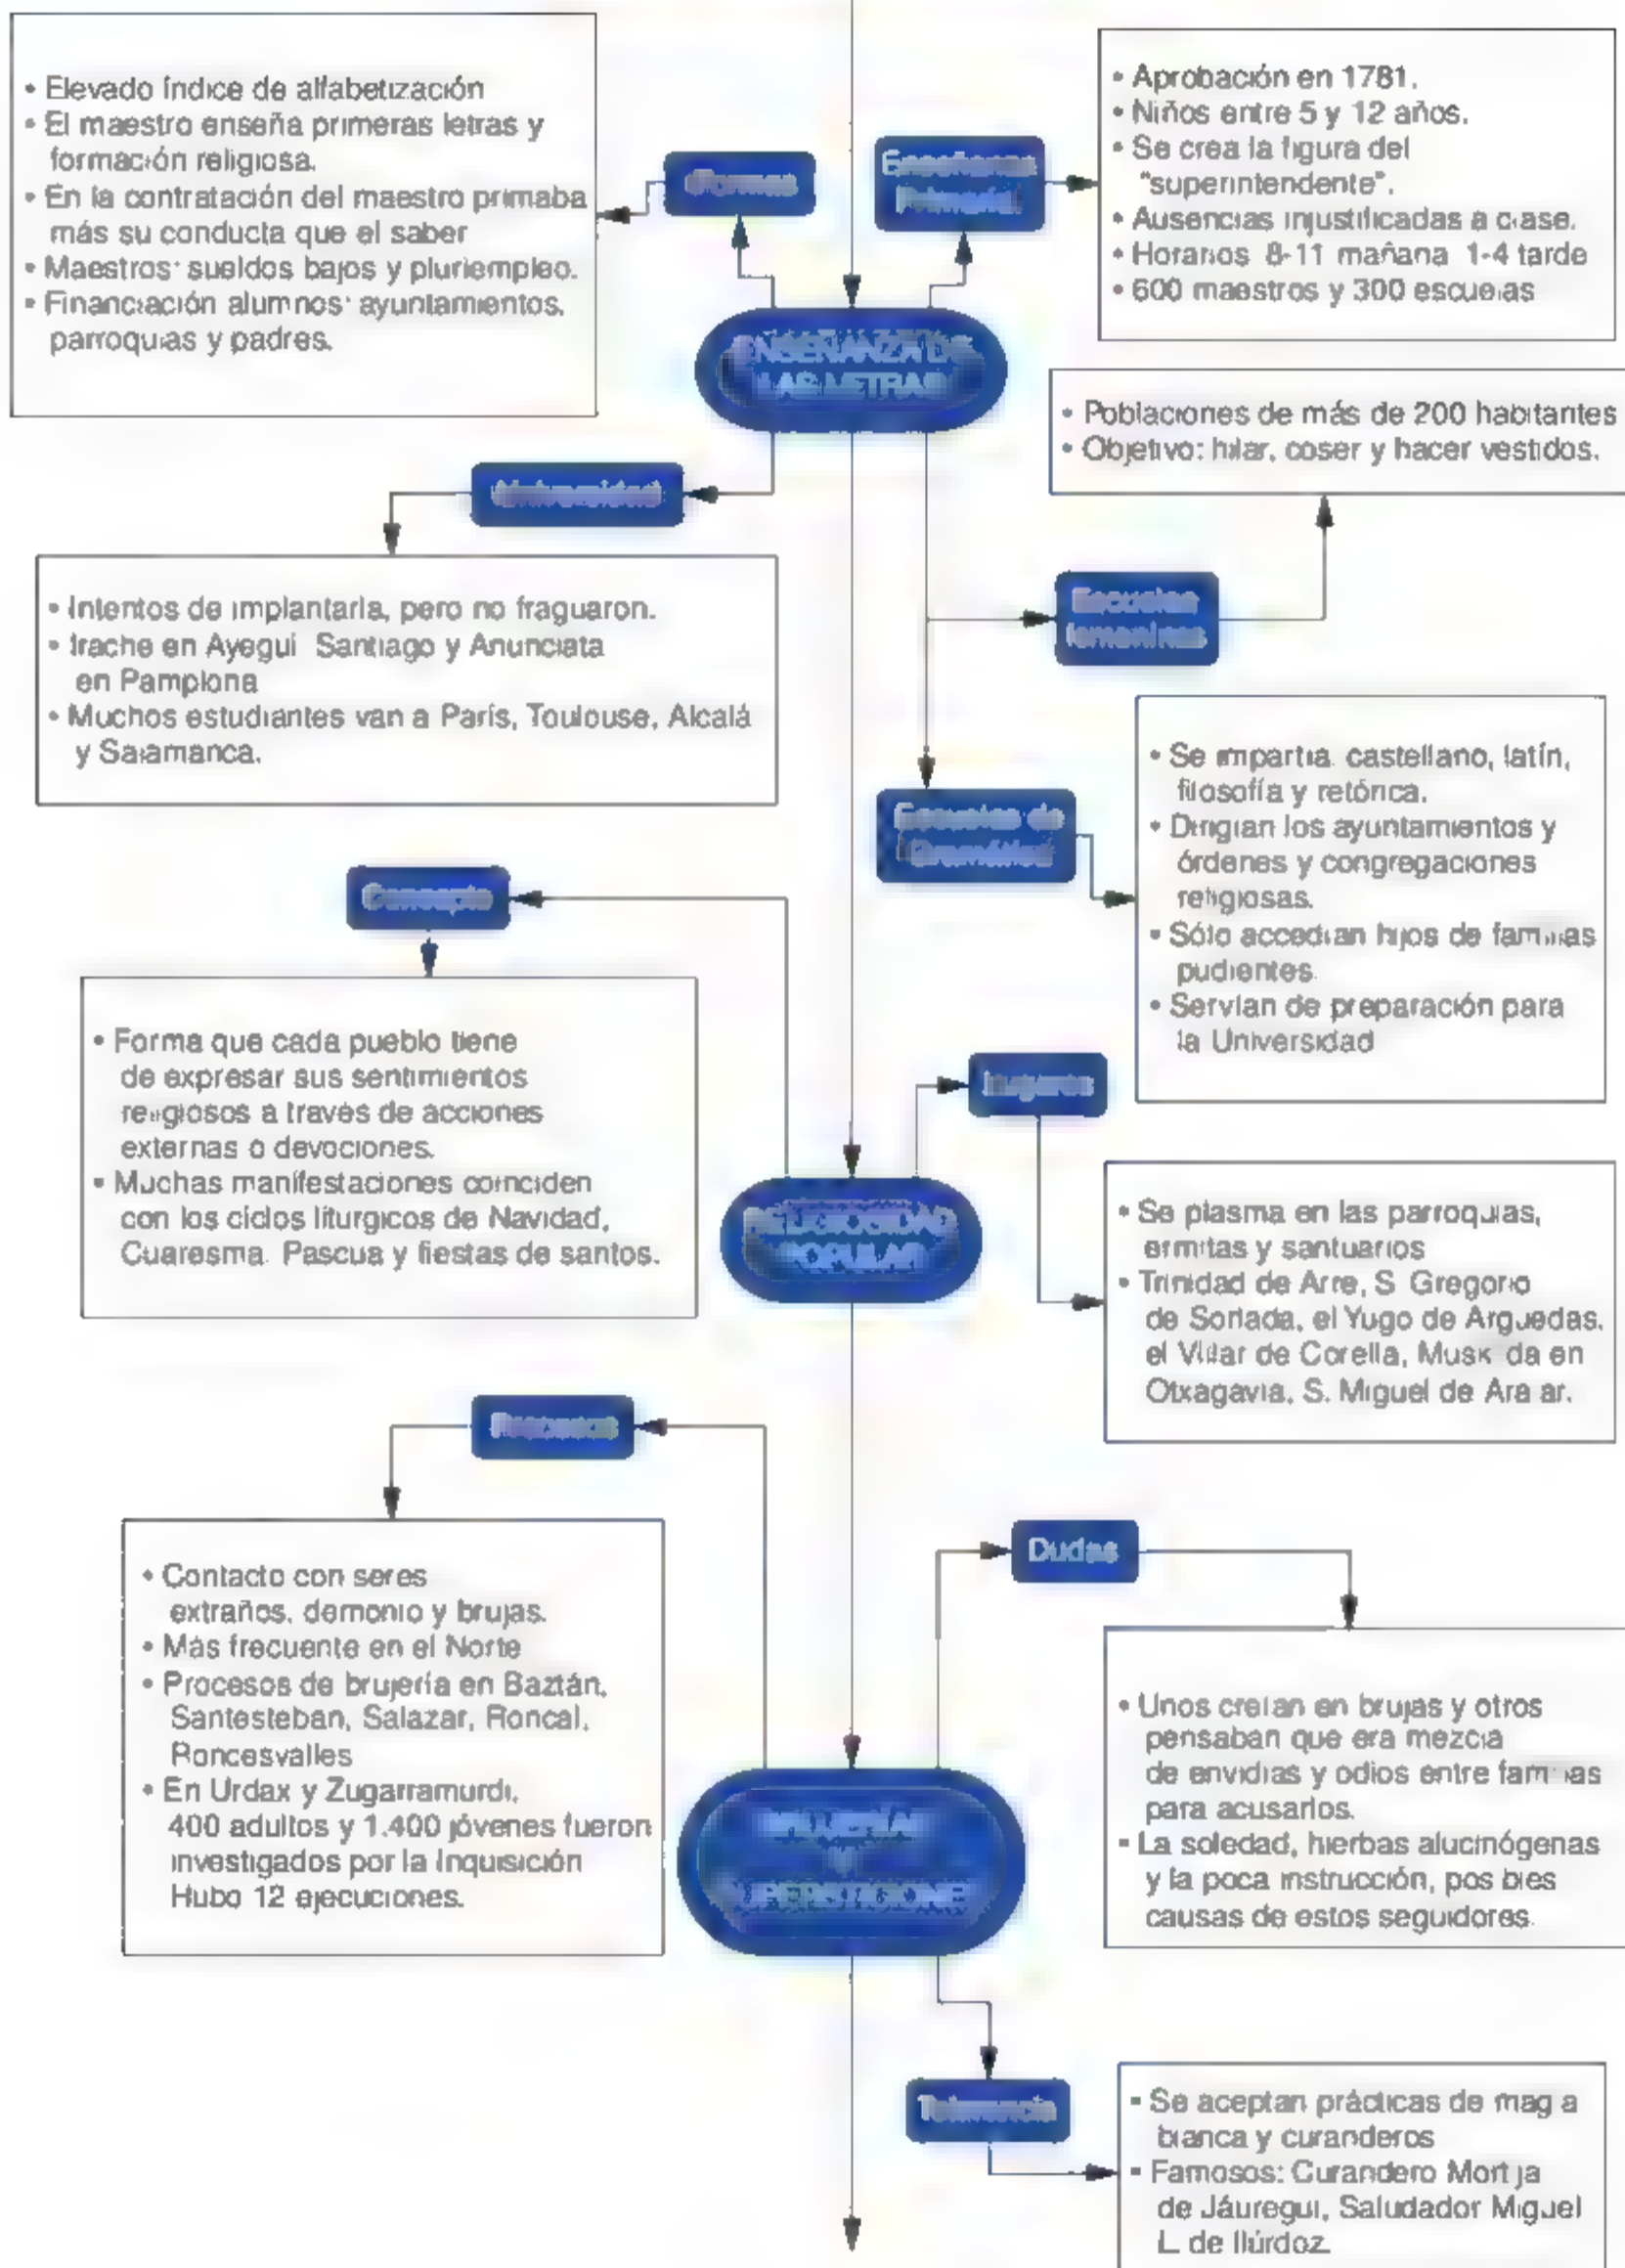 • Elevado índice de alfabetización
• El maestro enseña primeras letras y
formación religiosa.
• En la contratación del maestro primaba
más su conducta que el saber
• Maestros: sueldos bajos y pluriempleo.
• Financiación alumnos: ayuntamientos,
parroquias y padres.
• Aprobación en 1781.
• Niños entre 5 y 12 años.
• Se crea la figura del
"superintendente".
• Ausencias injustificadas a clase.
• Horarios 8-11 mañana 1-4 tarde
• 600 maestros y 300 escuelas
ENSEÑANZA DE
LAS LETRAS
• Poblaciones de más de 200 habitantes
• Objetivo: hilar, coser y hacer vestidos.
Universidad
• Intentos de implantarla, pero no fraguaron.
• Irache en Ayegui Santiago y Anunciata
en Pamplona
• Muchos estudiantes van a París, Toulouse, Alcalá
y Salamanca.
Escuelas
femeninas
Escuelas de
Gramática
• Se impartía castellano, latín,
filosofía y retórica.
• Dirigían los ayuntamientos y
órdenes y congregaciones
religiosas.
• Sólo accedían hijos de familias
pudientes.
• Servían de preparación para
la Universidad
Concepto
• Forma que cada pueblo tiene
de expresar sus sentimientos
religiosos a través de acciones
externas o devociones.
• Muchas manifestaciones coinciden
con los ciclos litúrgicos de Navidad,
Cuaresma. Pascua y fiestas de santos.
Lugares
• Se plasma en las parroquias,
ermitas y santuarios
• Trinidad de Arre, S Gregorio
de Sorlada, el Yugo de Arguedas,
el Villar de Corella, Muskilda en
Otxagavía, S. Miguel de Aralar.
• Contacto con seres
extraños, demonio y brujas.
• Más frecuente en el Norte
• Procesos de brujería en Baztán,
Santesteban, Salazar, Roncal,
Roncesvalles
• En Urdax y Zugarramurdi,
400 adultos y 1.400 jóvenes fueron
investigados por la Inquisición
Hubo 12 ejecuciones.
Dudas
• Unos creían en brujas y otros
pensaban que era mezcla
de envidias y odios entre familias
para acusarlos.
• La soledad, hierbas alucinógenas
y la poca instrucción, posibles
causas de estos seguidores.
Tolerancia
• Se aceptan prácticas de magia
blanca y curanderos
• Famosos: Curandero
de Jáuregui, Saludador Miguel
L. de Ilúrdoz.